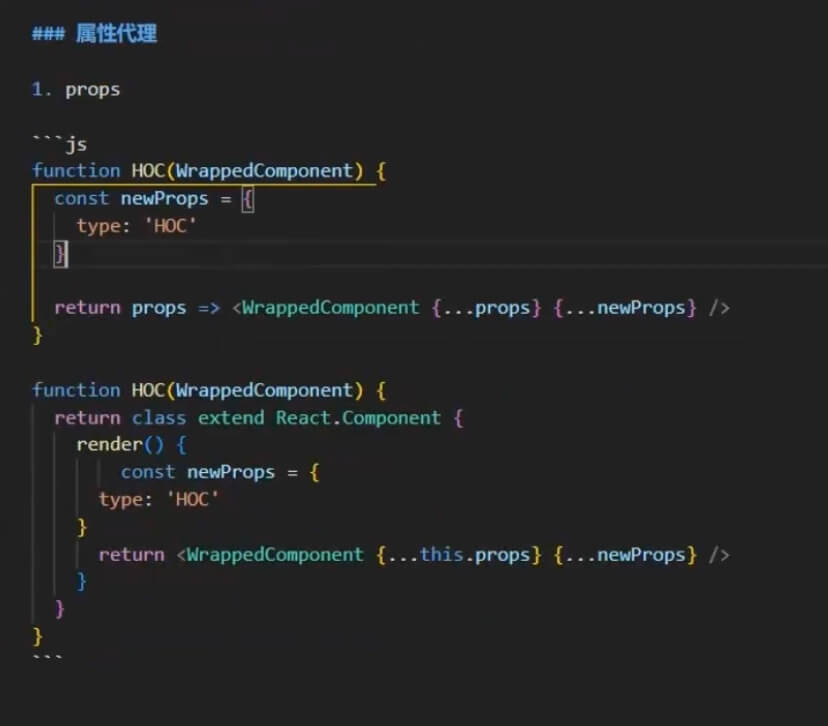 ### 属性代理
1. props
```js
function HOC(WrappedComponent) {
const newProps = {
type: 'HOC'
}
return props => <WrappedComponent {...props} {...newProps} />
}
function HOC(WrappedComponent) {
return class extend React.Component {
render() {
const newProps = {
type: 'HOC'
}
return <WrappedComponent {...this.props} {...newProps} />
}
}
}
```